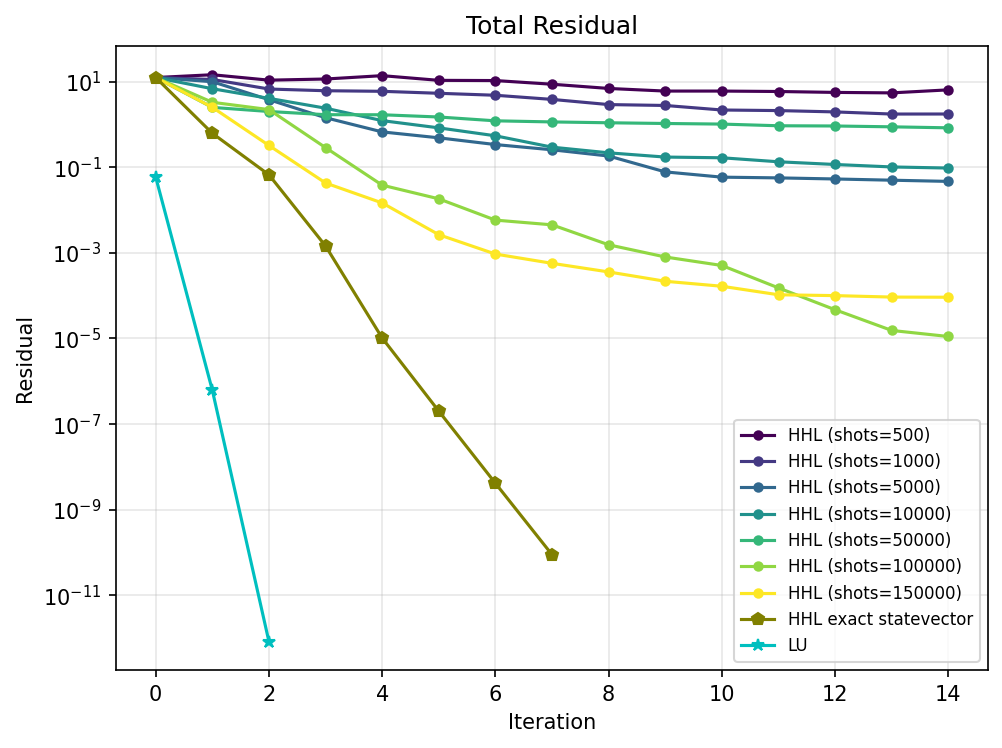 Total Residual
Residual
10^1
10^-1
10^-3
10^-5
10^-7
10^-9
10^-11
HHL (shots=500)
HHL (shots=1000)
HHL (shots=5000)
HHL (shots=10000)
HHL (shots=50000)
HHL (shots=100000)
HHL (shots=150000)
HHL exact statevector
LU
0 2 4 6 8 10 12 14
Iteration